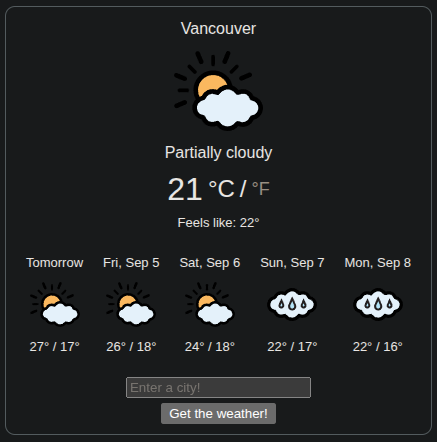 Vancouver
Partially cloudy
21 °C / °F
Feels like: 22°
Tomorrow Fri, Sep 5 Sat, Sep 6 Sun, Sep 7 Mon, Sep 8
27° / 17° 26° / 18° 24° / 18° 22° / 17° 22° / 16°
Enter a city!
Get the weather!